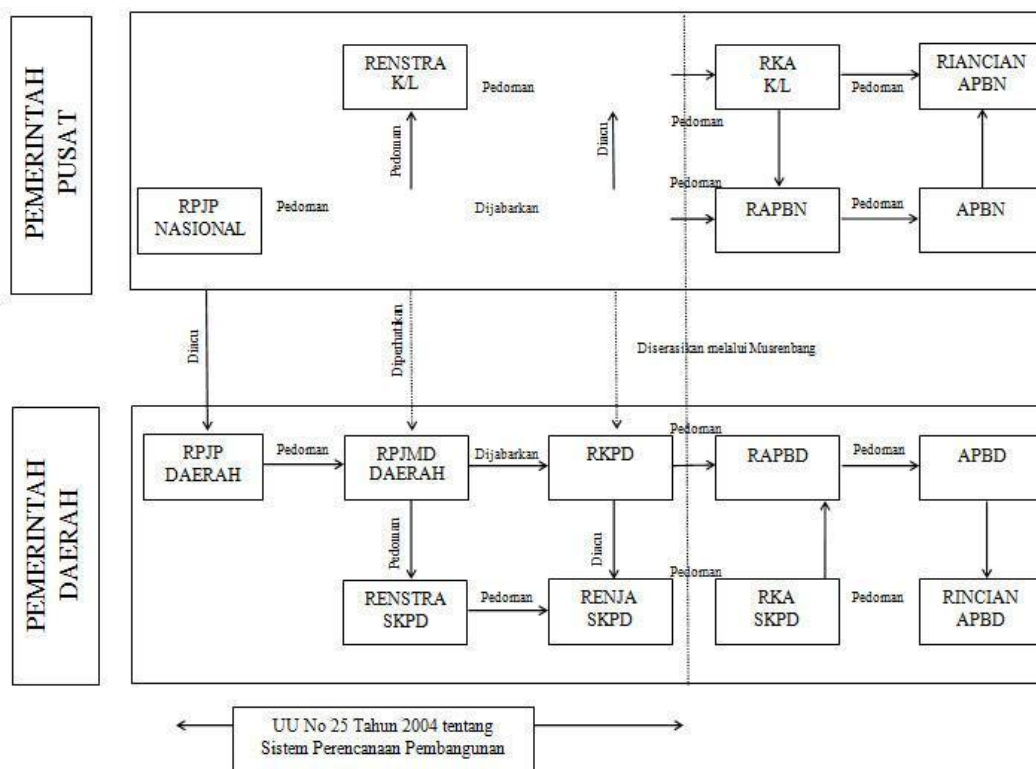 PEMERINTAH
PUSAT
RENSTRA
K/L
Pedoman
RKA
K/L
Pedoman
RIANCIAN
APBN
Pedoman
Diacu
Pedoman
Pedoman
RPJP
NASIONAL
Pedoman
Dijabarkan
RAPBN
Pedoman
APBN
Diacu
Diperhatikan
Diserasikan melalui Musrenbang
PEMERINTAH
DAERAH
RPJP
DAERAH
Pedoman
RPJMD
DAERAH
Dijabarkan
RKPD
Pedoman
RAPBD
Pedoman
APBD
Pedoman
Diacu
RENSTRA
SKPD
Pedoman
RENJA
SKPD
Pedoman
RKA
SKPD
Pedoman
RINCIAN
APBD
UU No 25 Tahun 2004 tentang
Sistem Perencanaan Pembangunan